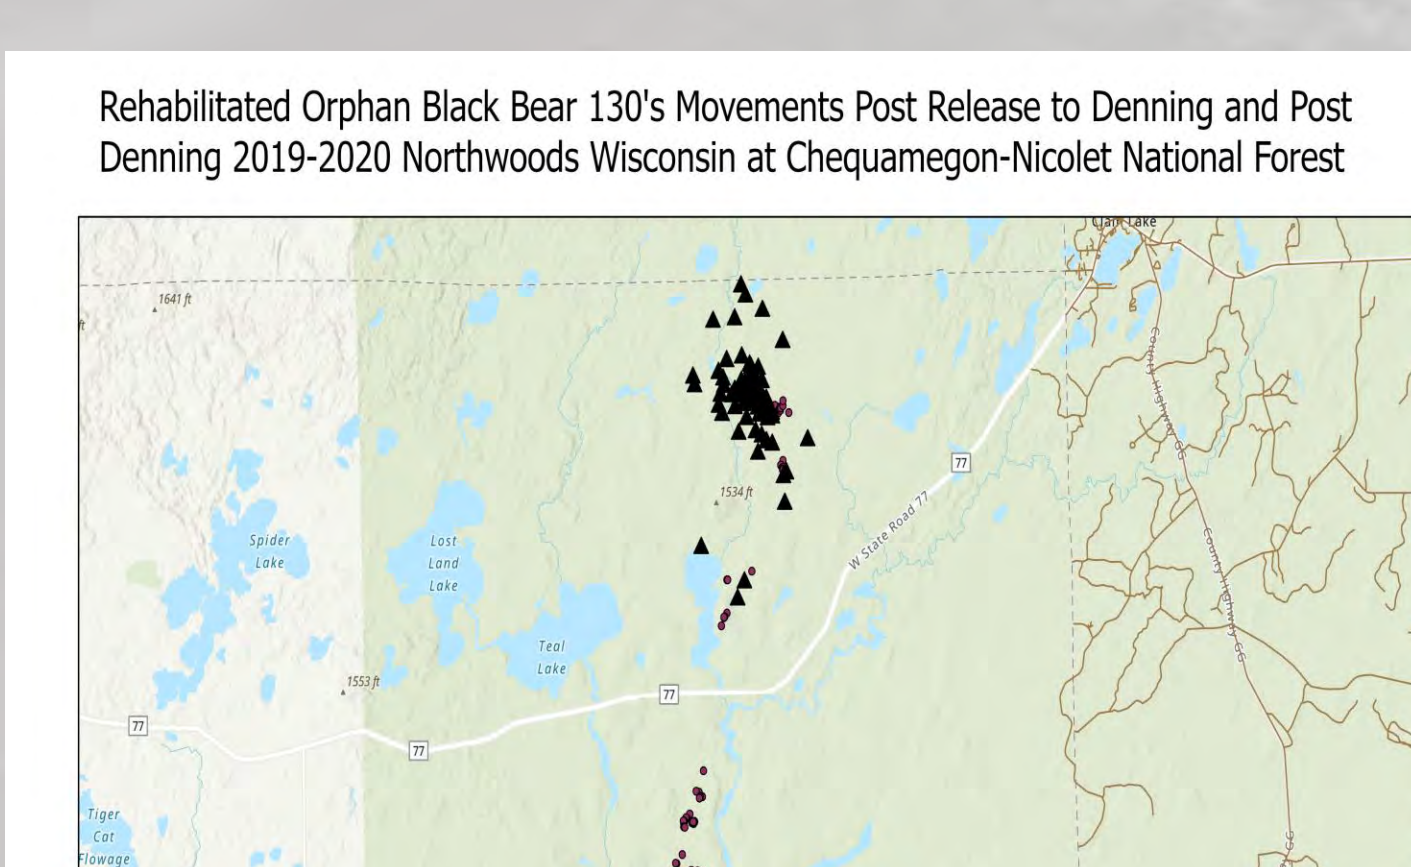 Rehabilitated Orphan Black Bear 130's Movements Post Release to Denning and Post
Denning 2019-2020 Northwoods Wisconsin at Chequamegon-Nicolet National Forest
Lake
1641 ft
ft
County Highway GG
77
1534 ft
W State Road 77
Spider
Lake
Lost
Land
Lake
County Highway GG
Teal
Lake
1553 ft
77
77
77
Tiger
Cat
Flowage
GG